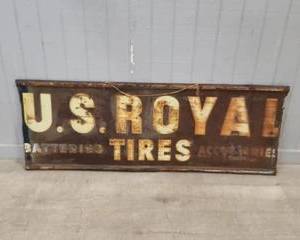 U.S. ROYAL
BATTERIES TIRES ACCESSORIES